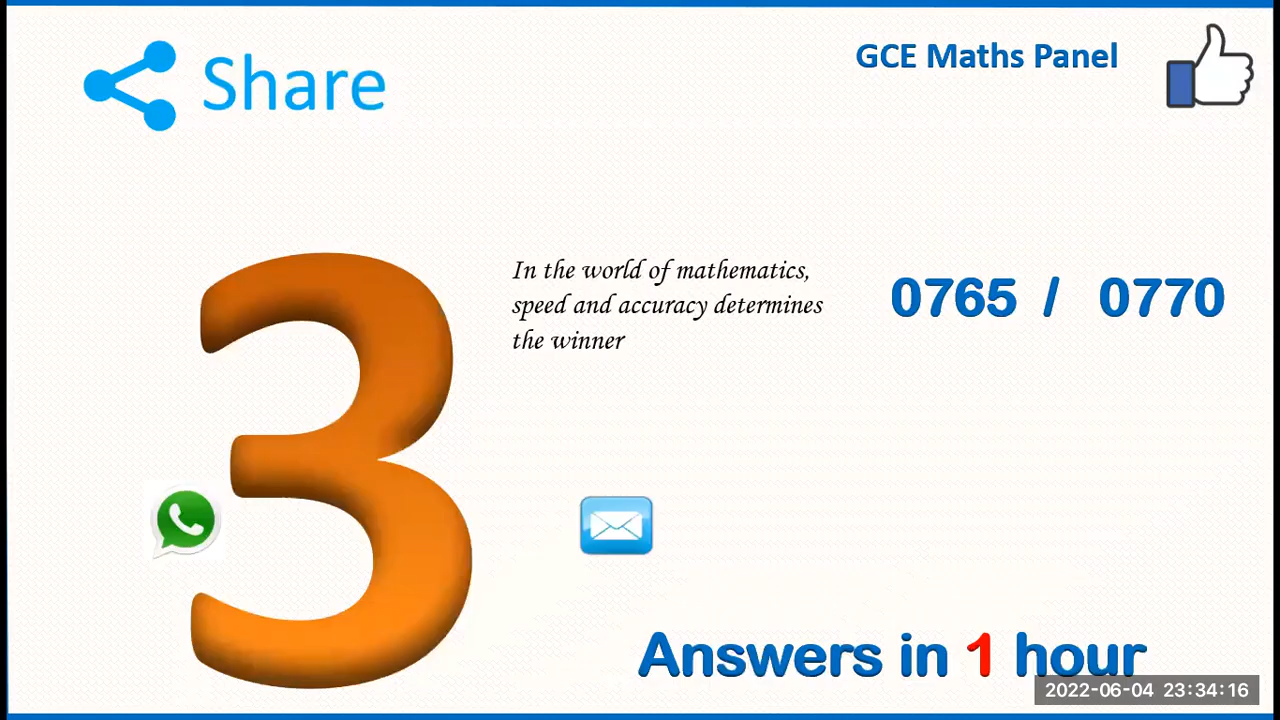 Share
GCE Maths Panel
In the world of mathematics,
speed and accuracy determines
the winner
0765 / 0770
3
Answers in 1 hour
2022-06-04 23:34:16